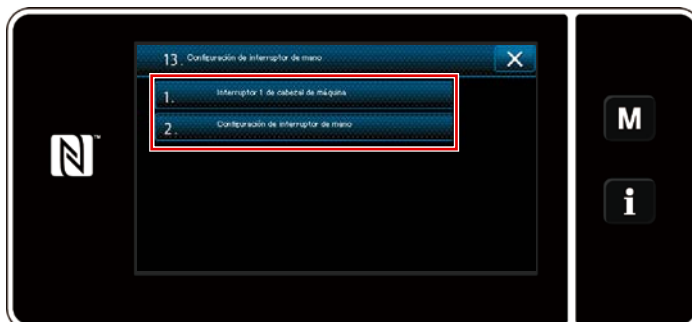 13. Configuración de interruptor de mano
1. Interruptor 1 de cabezal de máquina
2. Configuración de interruptor de mano
M
i